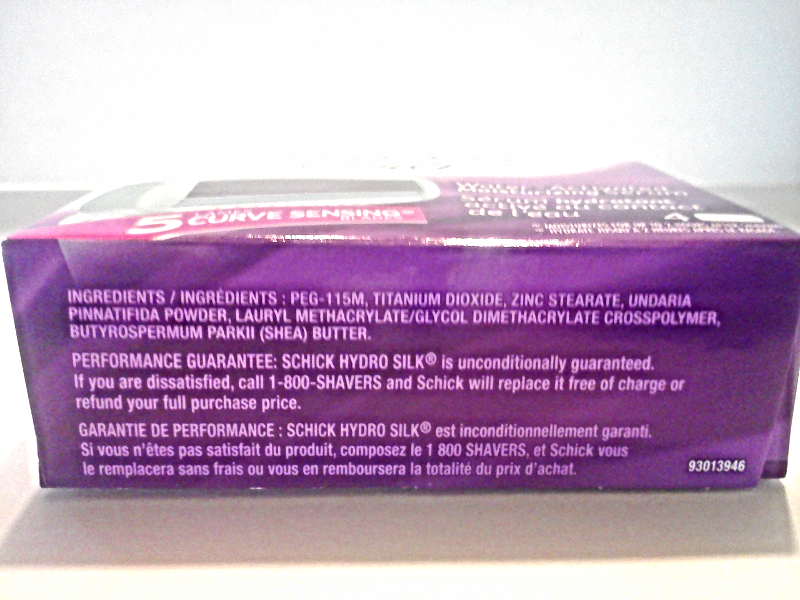 5 CURVE SENSING®
de l'eau
4
INGREDIENTS / INGRÉDIENTS : PEG-115M, TITANIUM DIOXIDE, ZINC STEARATE, UNDARIA
PINNATIFIDA POWDER, LAURYL METHACRYLATE/GLYCOL DIMETHACRYLATE CROSSPOLYMER,
BUTYROSPERMUM PARKII (SHEA) BUTTER.
PERFORMANCE GUARANTEE: SCHICK HYDRO SILK® is unconditionally guaranteed.
If you are dissatisfied, call 1-800-SHAVERS and Schick will replace it free of charge or
refund your full purchase price.
GARANTIE DE PERFORMANCE : SCHICK HYDRO SILK® est inconditionnellement garanti.
Si vous n'êtes pas satisfait du produit, composez le 1 800 SHAVERS, et Schick vous
le remplacera sans frais ou vous en remboursera la totalité du prix d'achat.
93013946